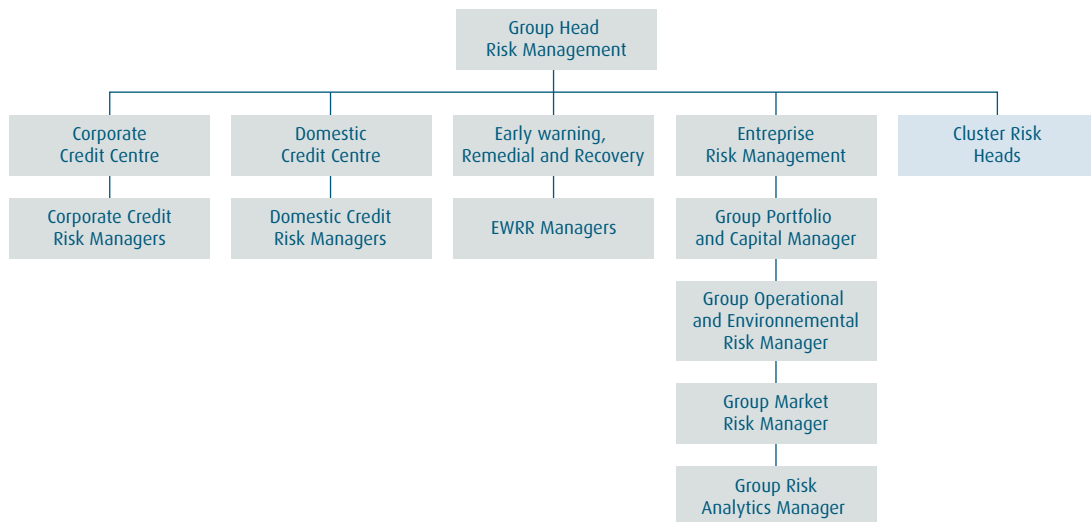 Group Head
Risk Management
Corporate
Credit Centre
Domestic
Credit Centre
Early warning,
Remedial and Recovery
Entreprise
Risk Management
Cluster Risk
Heads
Corporate Credit
Risk Managers
Domestic Credit
Risk Managers
EWRR Managers
Group Portfolio
and Capital Manager
Group Operational
and Environnemental
Risk Manager
Group Market
Risk Manager
Group Risk
Analytics Manager